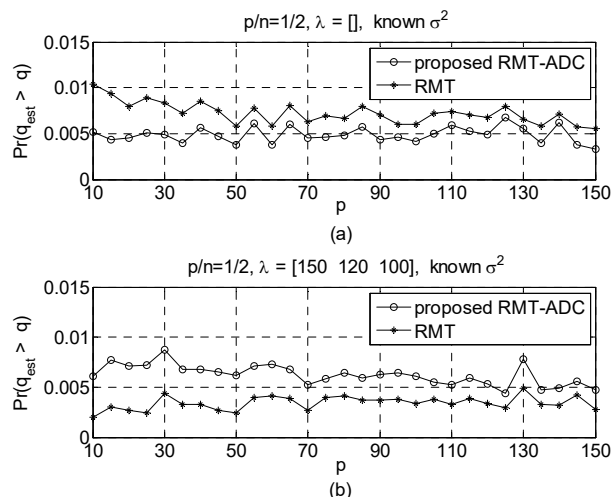 p/n=1/2, λ = [], known σ²
0.015
0.01
0.005
0
Pr(q_est > q)
proposed RMT-ADC
RMT
10 30 50 70 90 110 130 150
p
(a)
p/n=1/2, λ = [150 120 100], known σ²
0.015
0.01
0.005
0
Pr(q_est > q)
proposed RMT-ADC
RMT
10 30 50 70 90 110 130 150
p
(b)